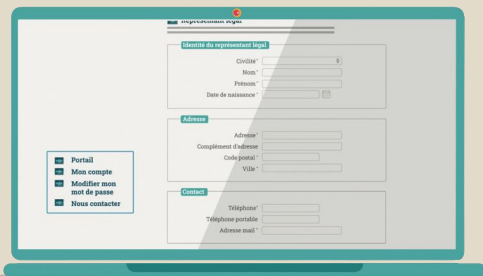 Représentant légal
Identité du représentant légal
Civilité*
Nom*
Prénom*
Date de naissance*
Adresse
Adresse*
Complément d'adresse
Code postal*
Ville*
Portail
Mon compte
Modifier mon
mot de passe
Nous contacter
Contact
Téléphone*
Téléphone portable
Adresse mail*